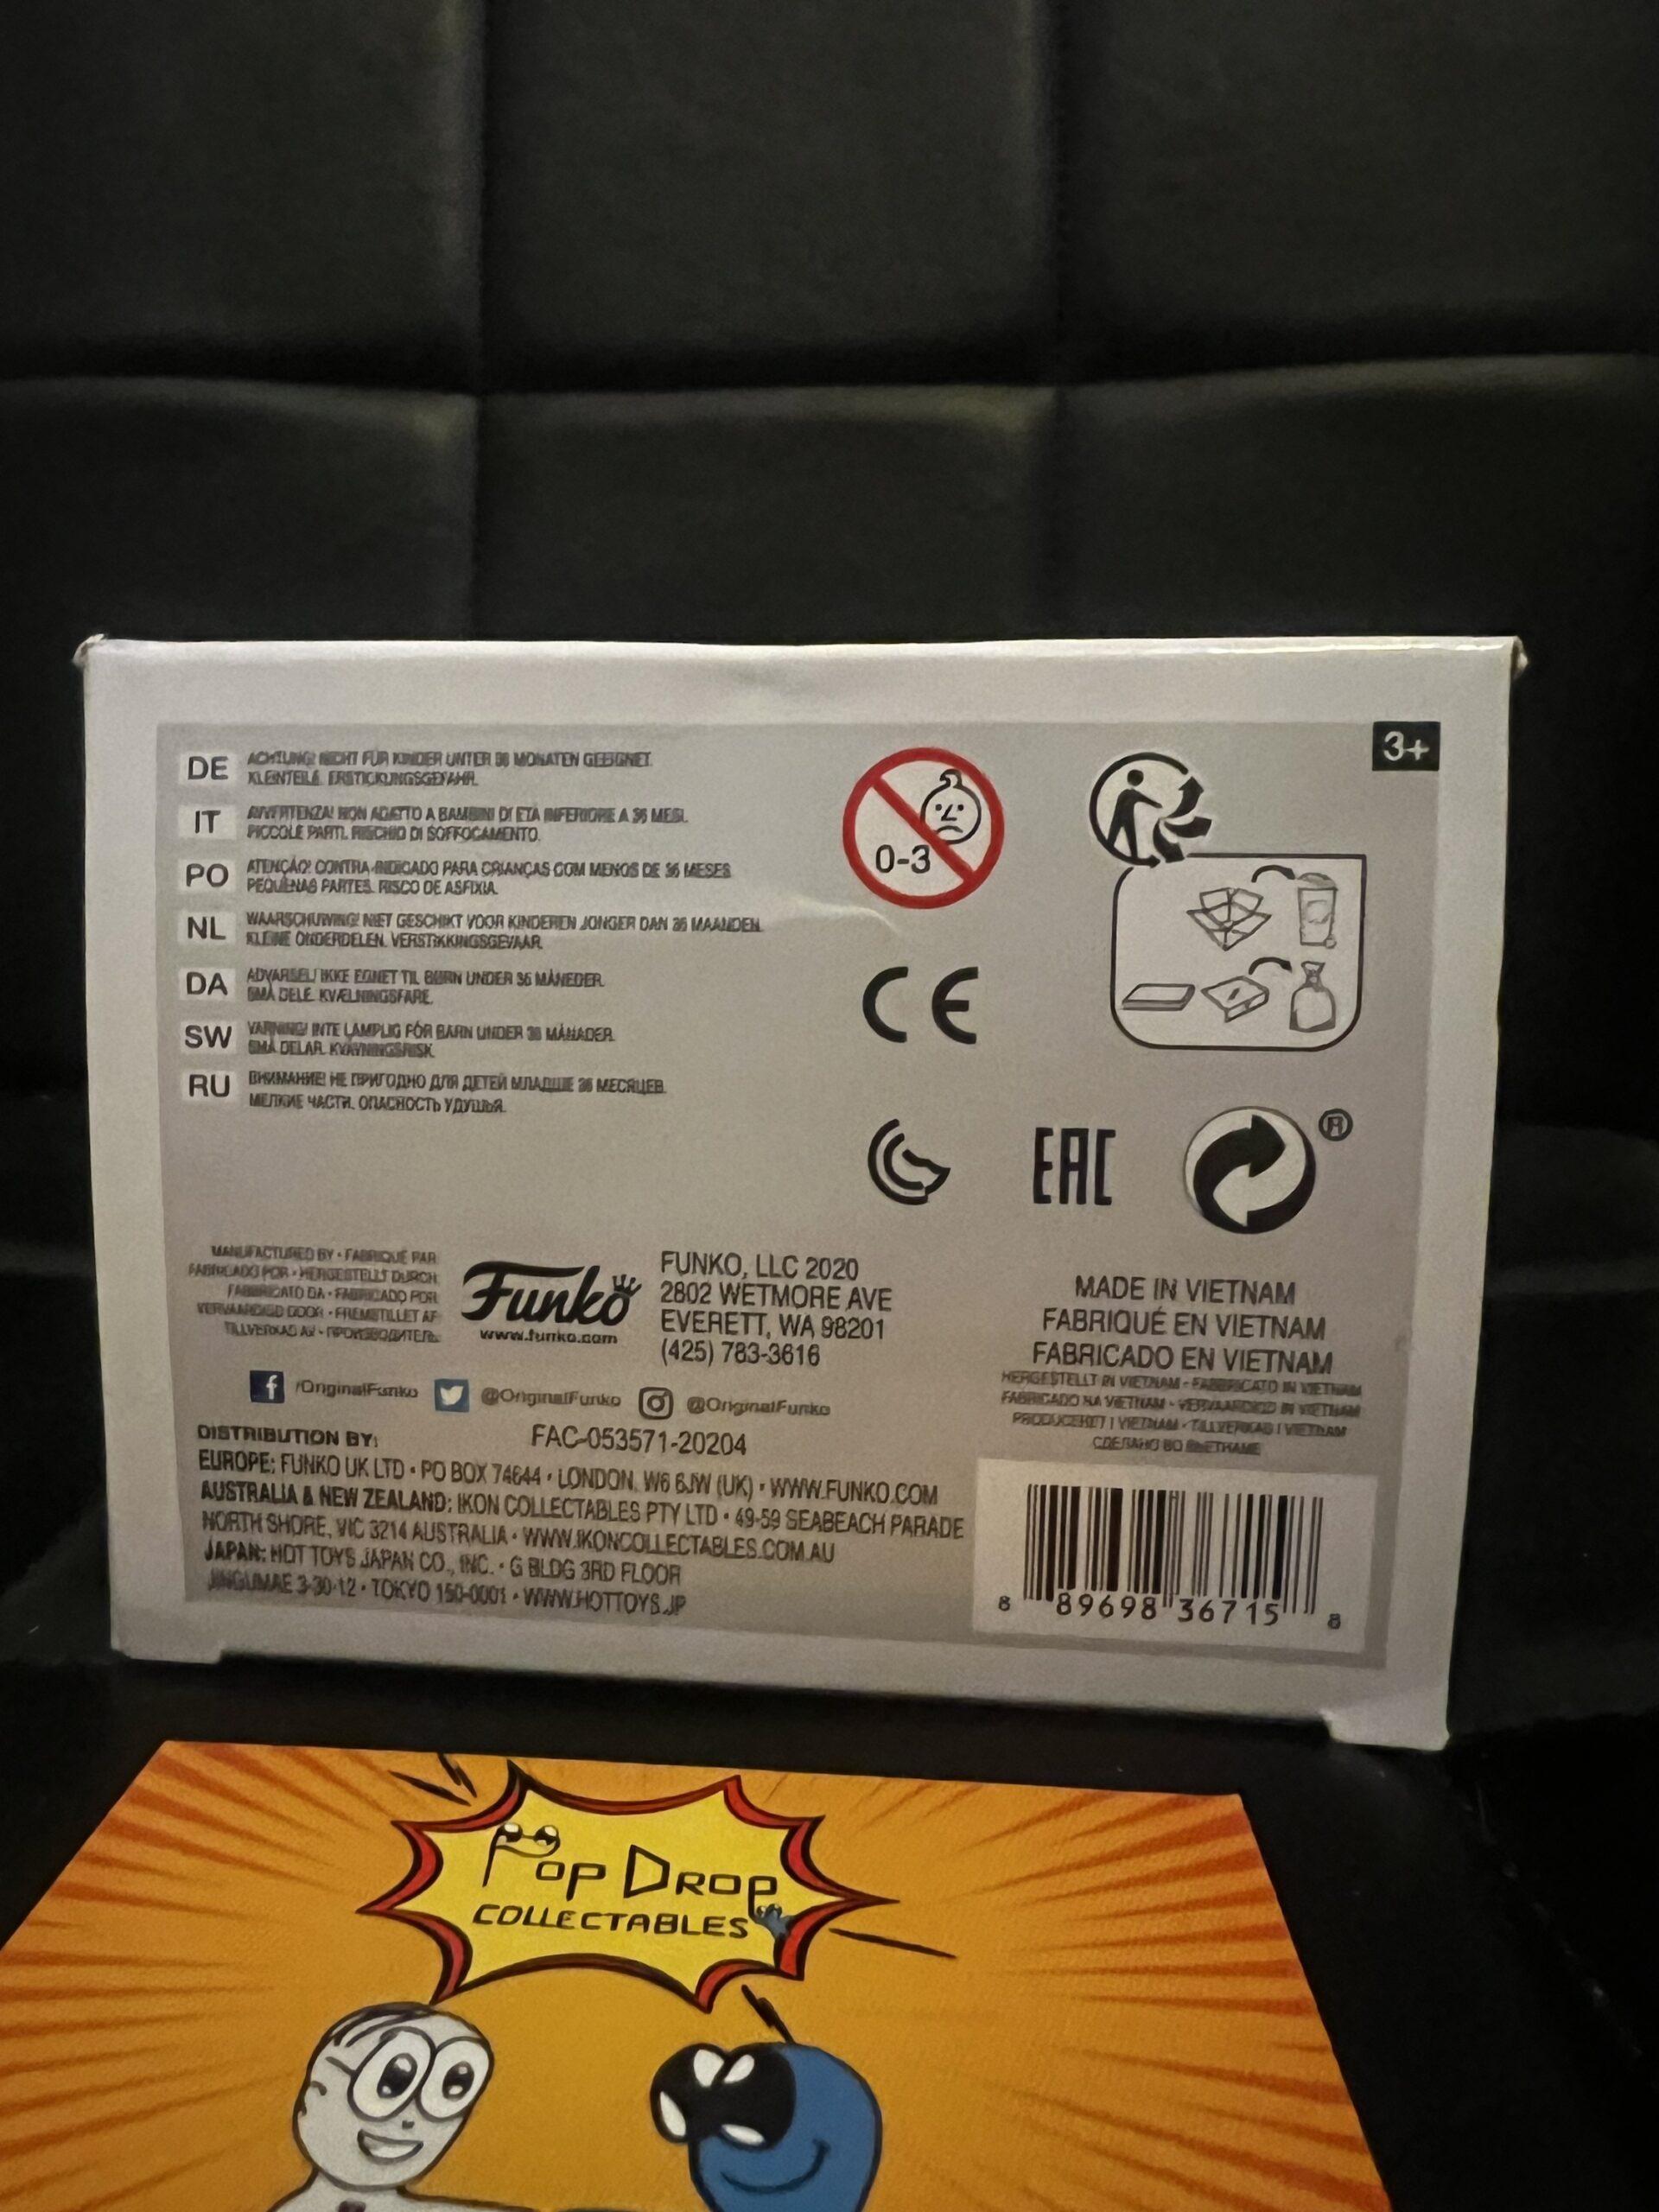 3+
DE ACHTUNG! NICHT FÜR KINDER UNTER 36 MONATEN GEEIGNET.
KLEINTEILE. ERSTICKUNGSGEFAHR.
IT AVVERTENZA! NON ADATTO A BAMBINI DI ETA INFERIORE A 36 MESI.
PICCOLE PARTI. RISCHIO DI SOFFOCAMENTO.
PO ATENÇÃO! CONTRA-INDICADO PARA CRIANÇAS COM MENOS DE 36 MESES.
PEQUENAS PARTES. RISCO DE ASFIXIA.
NL WAARSCHUWING! NIET GESCHIKT VOOR KINDEREN JONGER DAN 36 MAANDEN.
KLEINE ONDERDELEN. VERSTIKKINGSGEVAAR.
DA ADVARSEL! IKKE EGNET TIL BØRN UNDER 36 MÅNEDER.
SMÅ DELE. KVÆLNINGSFARE.
SW VARNING! INTE LÄMPLIG FÖR BARN UNDER 36 MÅNADER.
SMÅ DELAR. KVÄVNINGSRISK.
RU ВНИМАНИЕ! НЕ ПРИГОДНО ДЛЯ ДЕТЕЙ МЛАДШЕ 36 МЕСЯЦЕВ.
МЕЛКИЕ ЧАСТИ. ОПАСНОСТЬ УДУШЬЯ.
0-3
CE
EAC
®
MANUFACTURED BY • FABRIQUÉ PAR
FABRICADO POR • HERGESTELLT DURCH
FABBRICATO DA • FABRICADO POR
VERVAARDIGD DOOR • FREMSTILLET AF
TILLVERKAD AV • ПРОИЗВОДИТЕЛЬ:
Funko
www.funko.com
FUNKO, LLC 2020
2802 WETMORE AVE
EVERETT, WA 98201
(425) 783-3616
MADE IN VIETNAM
FABRIQUÉ EN VIETNAM
FABRICADO EN VIETNAM
HERGESTELLT IN VIETNAM • FABBRICATO IN VIETNAM
FABRICADO NA VIETNAM • VERVAARDIGD IN VIETNAM
PRODUCERET I VIETNAM • TILLVERKAD I VIETNAM
СДЕЛАНО ВО ВЬЕТНАМЕ
/OriginalFunko @OriginalFunko @OriginalFunko
DISTRIBUTION BY: FAC-053571-20204
EUROPE: FUNKO UK LTD • PO BOX 74644 • LONDON. W6 6JW (UK) • WWW.FUNKO.COM
AUSTRALIA & NEW ZEALAND: IKON COLLECTABLES PTY LTD • 49-59 SEABEACH PARADE
NORTH SHORE, VIC 3214 AUSTRALIA • WWW.IKONCOLLECTABLES.COM.AU
JAPAN: HOT TOYS JAPAN CO., INC. • G BLDG 3RD FLOOR
JINGUMAE 3-30-12 • TOKYO 150-0001 • WWW.HOTTOYS.JP
8 89698 36715 8
POP DROP
COLLECTABLES